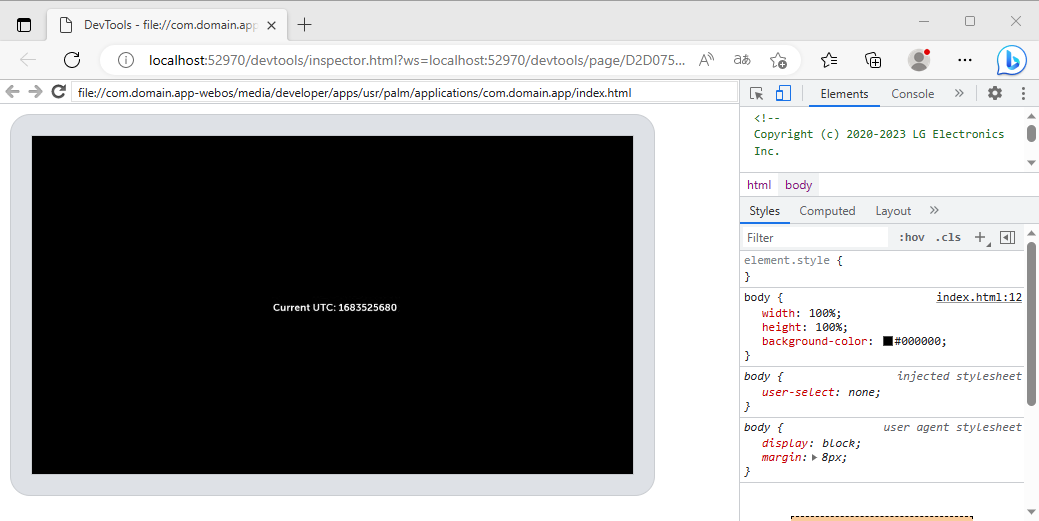 DevTools - file://com.domain.app
localhost:52970/devtools/inspector.html?ws=localhost:52970/devtools/page/D2D075...
file://com.domain.app-webos/media/developer/apps/usr/palm/applications/com.domain.app/index.html
Elements
Console
<!--
Copyright (c) 2020-2023 LG Electronics
Inc.
html body
Styles Computed Layout
Filter :hov .cls
element.style {
}
body { index.html:12
width: 100%;
height: 100%;
background-color: #000000;
}
body { injected stylesheet
user-select: none;
}
body { user agent stylesheet
display: block;
margin: 8px;
}
Current UTC: 1683525680